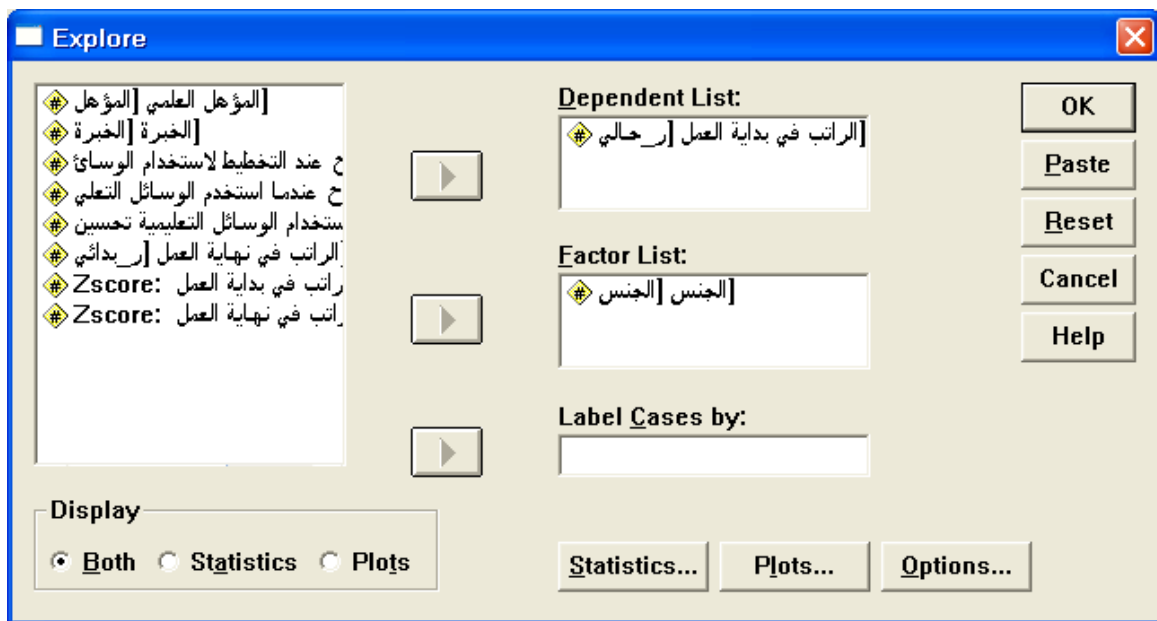 Explore
المؤهل العلمي [المؤهل]
الخبرة [الخبرة]
ح عند التخطيط لاستخدام الوسائ
ح عندما استخدم الوسائل التعلي
ستخدام الوسائل التعليمية تحسين
الراتب في نهاية العمل [ر_بدائي]
Zscore: راتب في بداية العمل
Zscore: راتب في نهاية العمل
Display
Both Statistics Plots
Dependent List:
الراتب في بداية العمل [ر_حالي]
Factor List:
الجنس [الجنس]
Label Cases by:
Statistics... Plots... Options...
OK
Paste
Reset
Cancel
Help